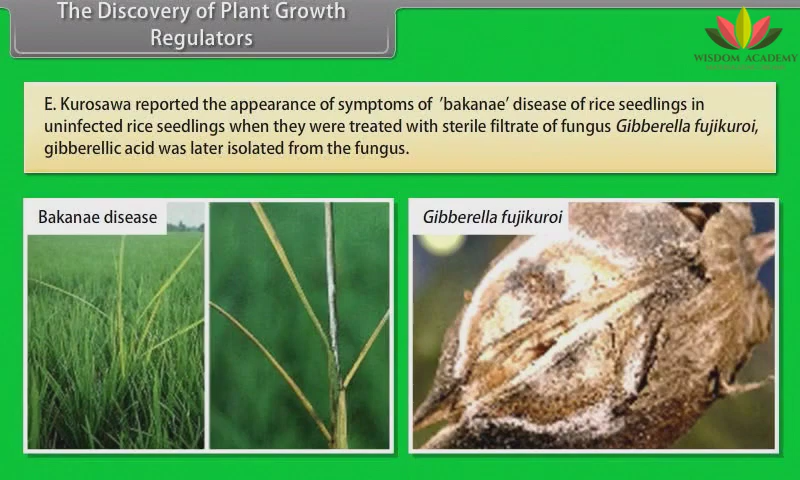 The Discovery of Plant Growth
Regulators
WISDOM ACADEMY
E. Kurosawa reported the appearance of symptoms of 'bakanae' disease of rice seedlings in
uninfected rice seedlings when they were treated with sterile filtrate of fungus Gibberella fujikuroi,
gibberellic acid was later isolated from the fungus.
Bakanae disease
Gibberella fujikuroi